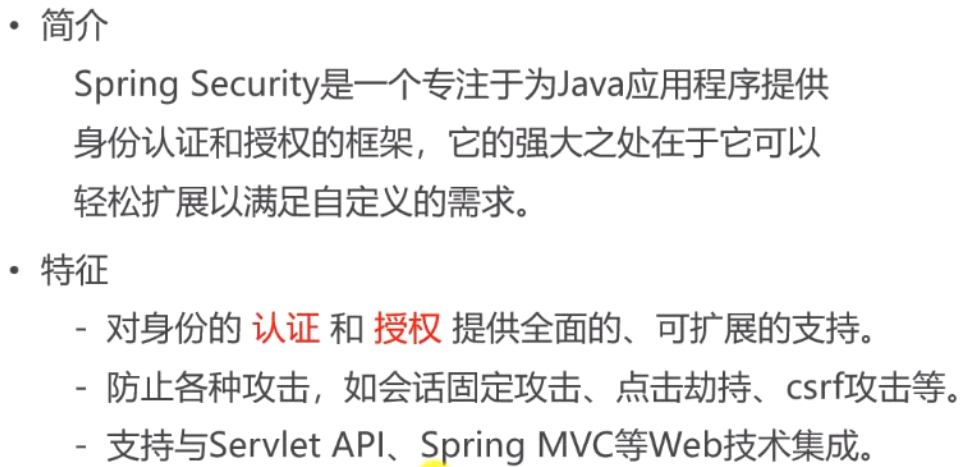 • 简介
Spring Security是一个专注于为Java应用程序提供
身份认证和授权的框架，它的强大之处在于它可以
轻松扩展以满足自定义的需求。
• 特征
- 对身份的 认证 和 授权 提供全面的、可扩展的支持。
- 防止各种攻击，如会话固定攻击、点击劫持、csrf攻击等。
- 支持与Servlet API、Spring MVC等Web技术集成。